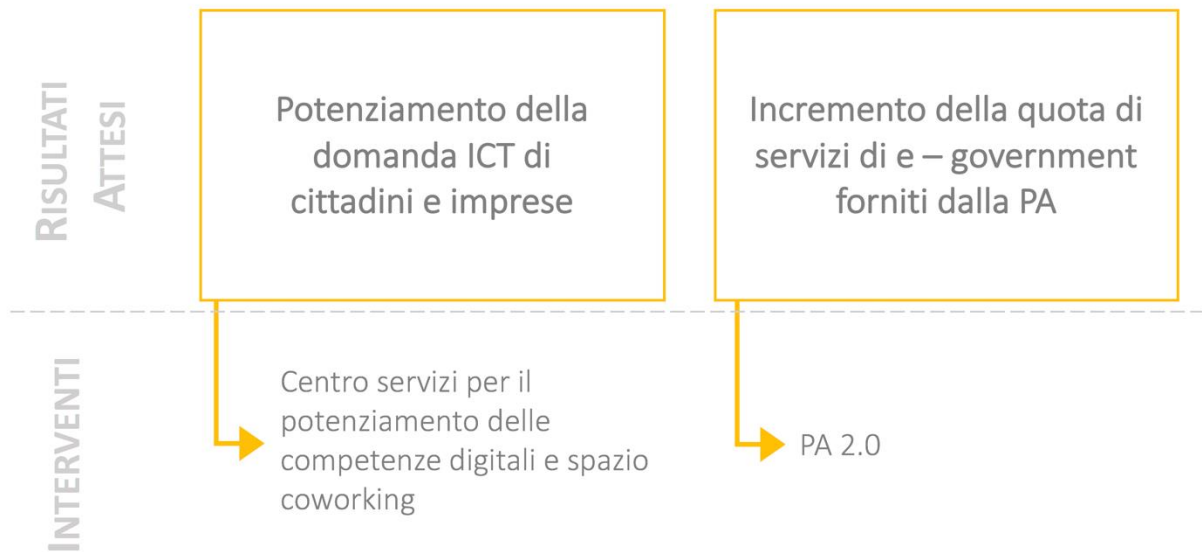 RISULTATI
ATTESI
Potenziamento della
domanda ICT di
cittadini e imprese
Incremento della quota di
servizi di e – government
forniti dalla PA
INTERVENTI
Centro servizi per il
potenziamento delle
competenze digitali e spazio
coworking
PA 2.0